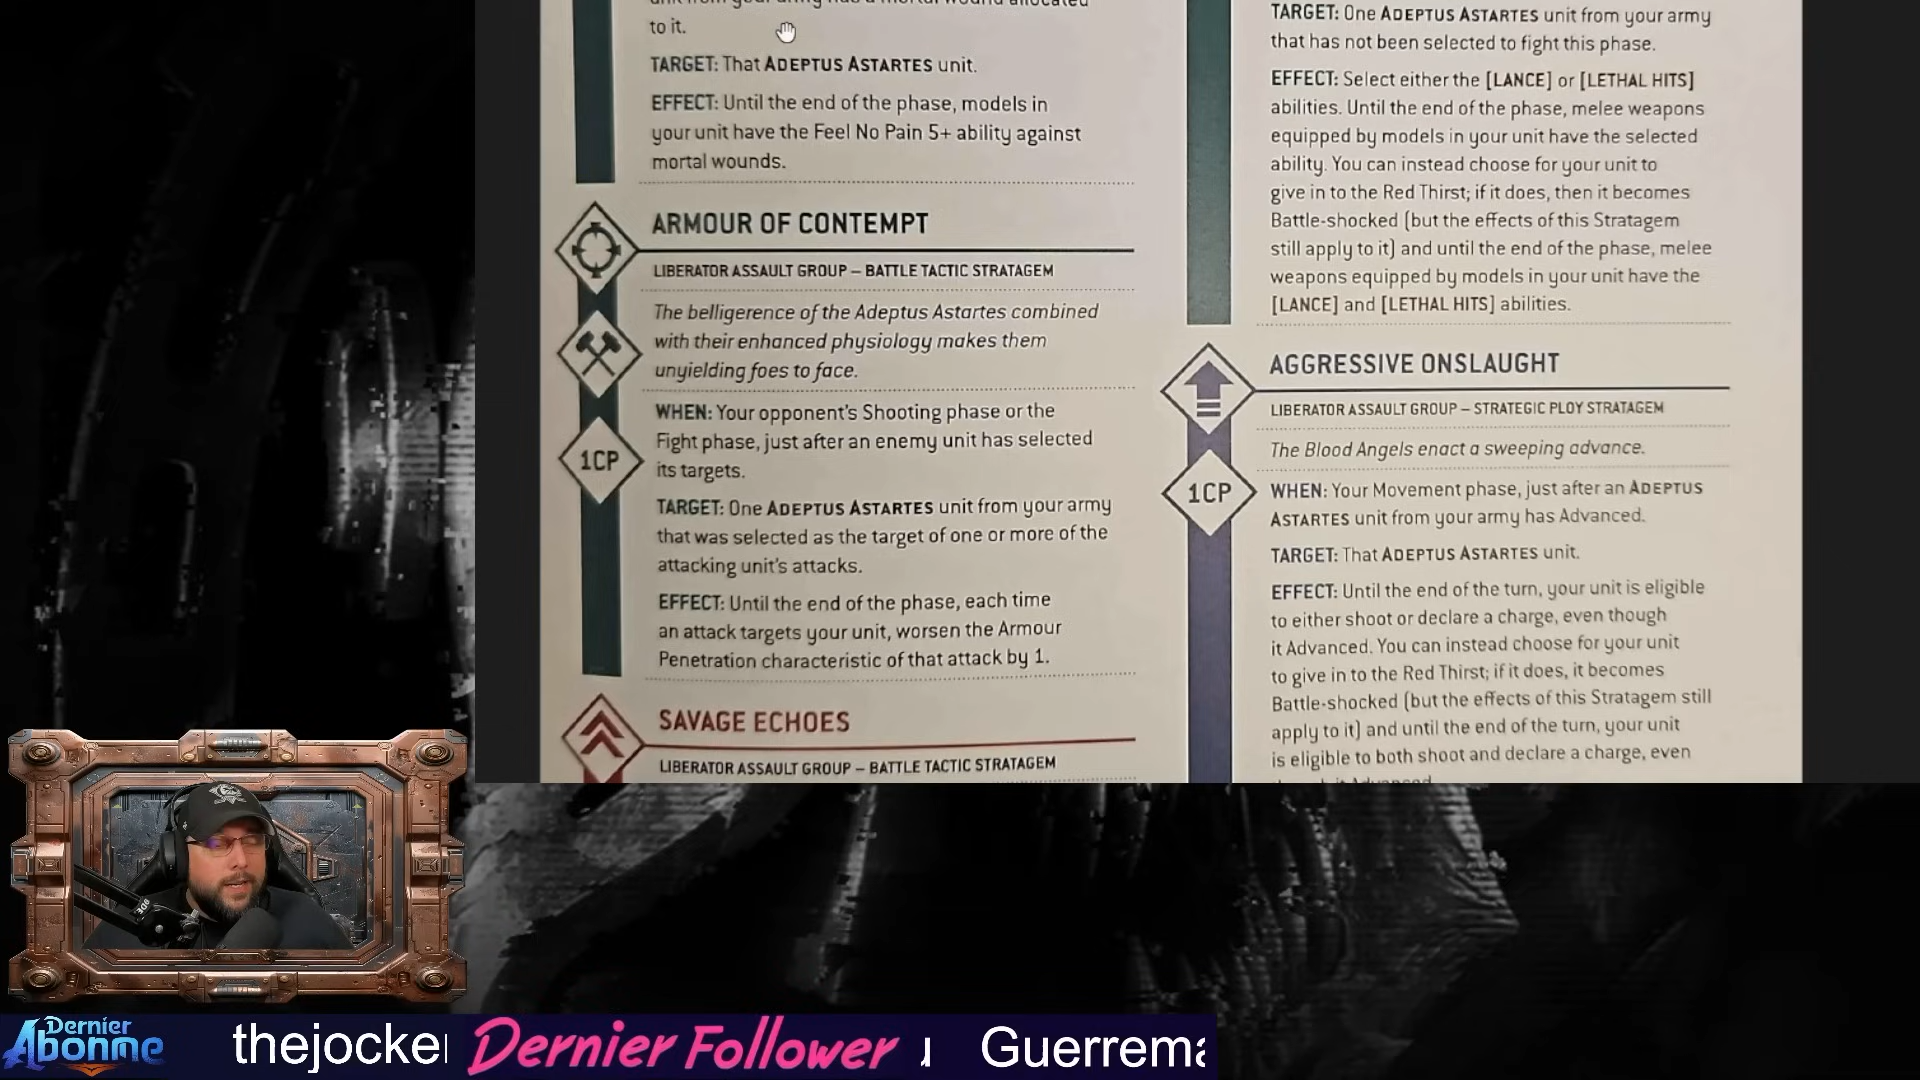 to it.
TARGET: That ADEPTUS ASTARTES unit.
EFFECT: Until the end of the phase, models in
your unit have the Feel No Pain 5+ ability against
mortal wounds.
ARMOUR OF CONTEMPT
LIBERATOR ASSAULT GROUP – BATTLE TACTIC STRATAGEM
The belligerence of the Adeptus Astartes combined
with their enhanced physiology makes them
unyielding foes to face.
1CP
WHEN: Your opponent's Shooting phase or the
Fight phase, just after an enemy unit has selected
its targets.
TARGET: One ADEPTUS ASTARTES unit from your army
that was selected as the target of one or more of the
attacking unit's attacks.
EFFECT: Until the end of the phase, each time
an attack targets your unit, worsen the Armour
Penetration characteristic of that attack by 1.
SAVAGE ECHOES
LIBERATOR ASSAULT GROUP – BATTLE TACTIC STRATAGEM
TARGET: One ADEPTUS ASTARTES unit from your army
that has not been selected to fight this phase.
EFFECT: Select either the [LANCE] or [LETHAL HITS]
abilities. Until the end of the phase, melee weapons
equipped by models in your unit have the selected
ability. You can instead choose for your unit to
give in to the Red Thirst; if it does, then it becomes
Battle-shocked (but the effects of this Stratagem
still apply to it) and until the end of the phase, melee
weapons equipped by models in your unit have the
[LANCE] and [LETHAL HITS] abilities.
AGGRESSIVE ONSLAUGHT
LIBERATOR ASSAULT GROUP – STRATEGIC PLOY STRATAGEM
The Blood Angels enact a sweeping advance.
1CP
WHEN: Your Movement phase, just after an ADEPTUS
ASTARTES unit from your army has Advanced.
TARGET: That ADEPTUS ASTARTES unit.
EFFECT: Until the end of the turn, your unit is eligible
to either shoot or declare a charge, even though
it Advanced. You can instead choose for your unit
to give in to the Red Thirst; if it does, it becomes
Battle-shocked (but the effects of this Stratagem still
apply to it) and until the end of the turn, your unit
is eligible to both shoot and declare a charge, even
Dernier
Abonné
thejocke
Dernier Follower
Guerrema